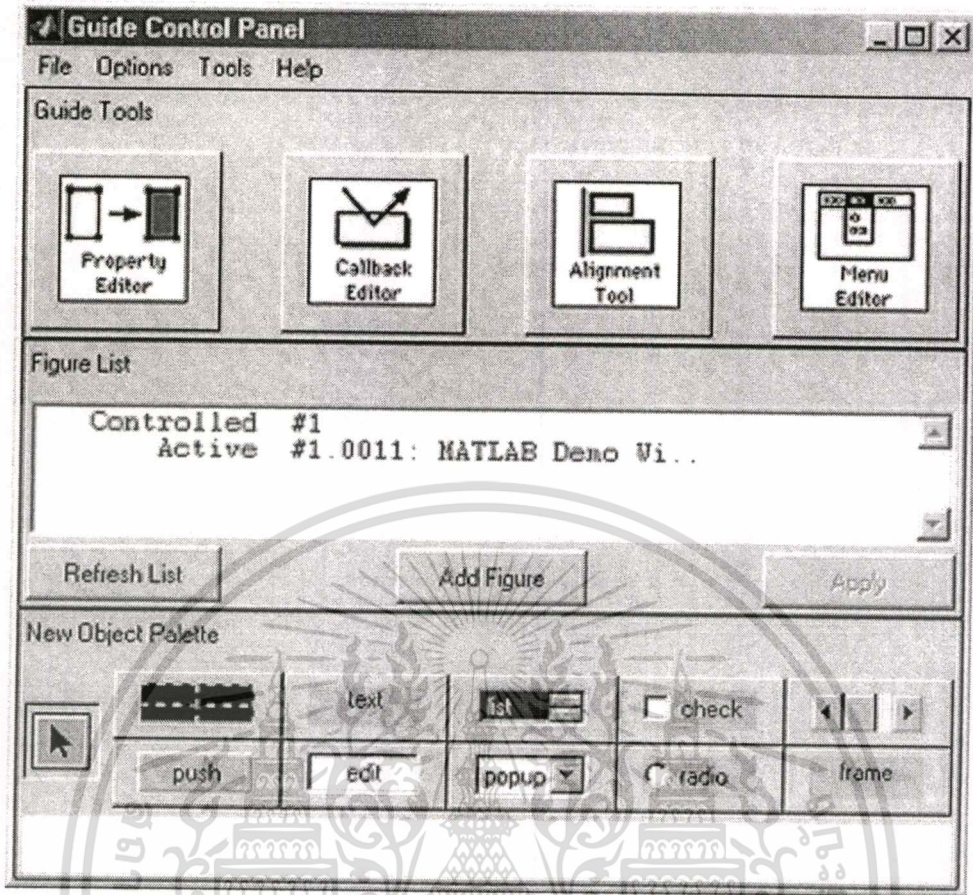 Guide Control Panel
File Options Tools Help
Guide Tools
Property
Editor
Callback
Editor
Alignment
Tool
Menu
Editor
Figure List
Controlled #1
Active #1.0011: MATLAB Demo Wi..
Refresh List Add Figure Apply
New Object Palette
text check
push edit popup radio frame